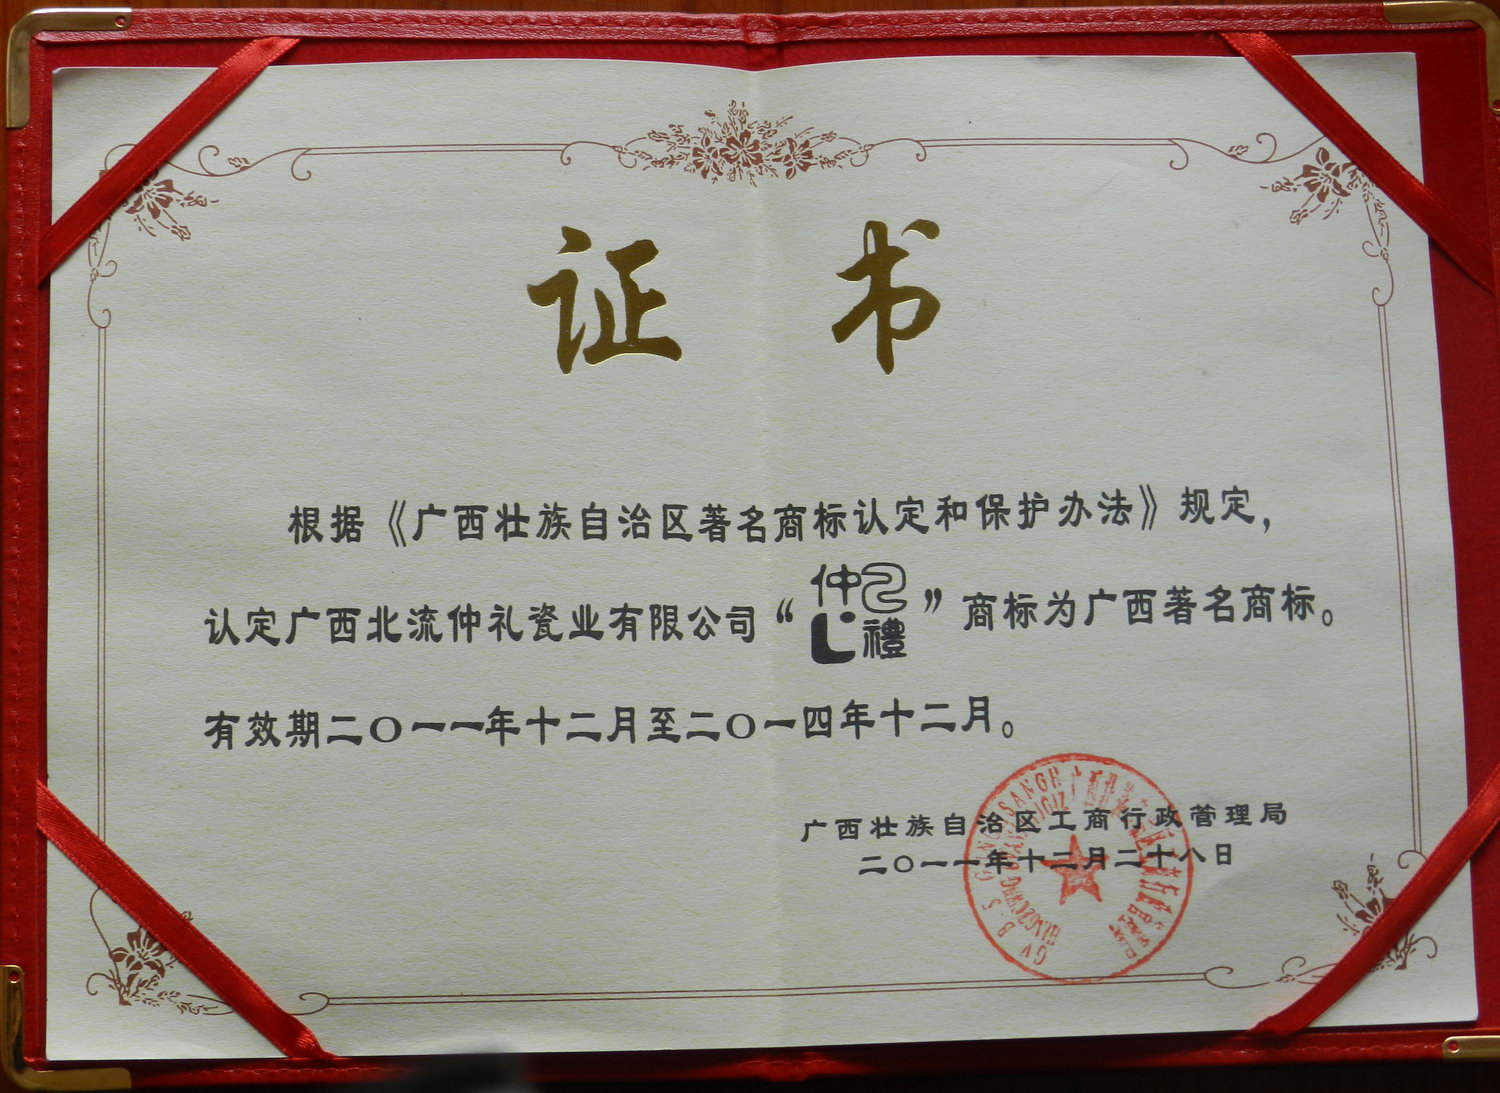 证书
根据《广西壮族自治区著名商标认定和保护办法》规定，
认定广西北流仲礼瓷业有限公司“仲礼”商标为广西著名商标。
有效期二〇一一年十二月至二〇一四年十二月。
广西壮族自治区工商行政管理局
二〇一一年十二月二十八日